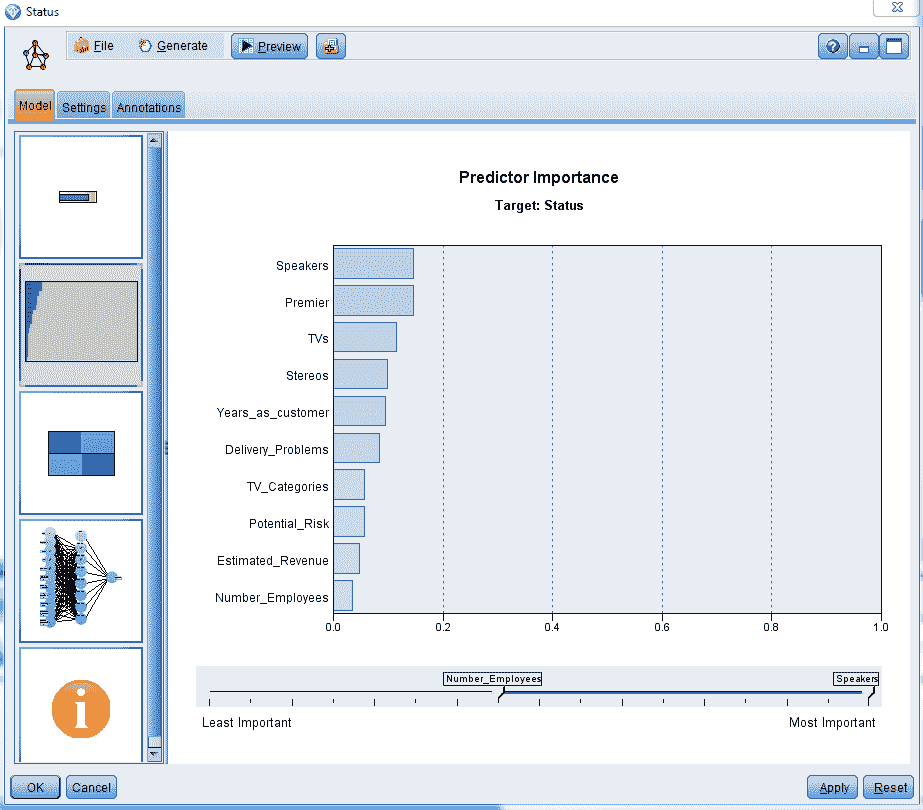 Status
File Generate Preview
Model Settings Annotations
Predictor Importance
Target: Status
Speakers
Premier
TVs
Stereos
Years_as_customer
Delivery_Problems
TV_Categories
Potential_Risk
Estimated_Revenue
Number_Employees
0.0 0.2 0.4 0.6 0.8 1.0
Number_Employees Speakers
Least Important Most Important
OK Cancel Apply Reset